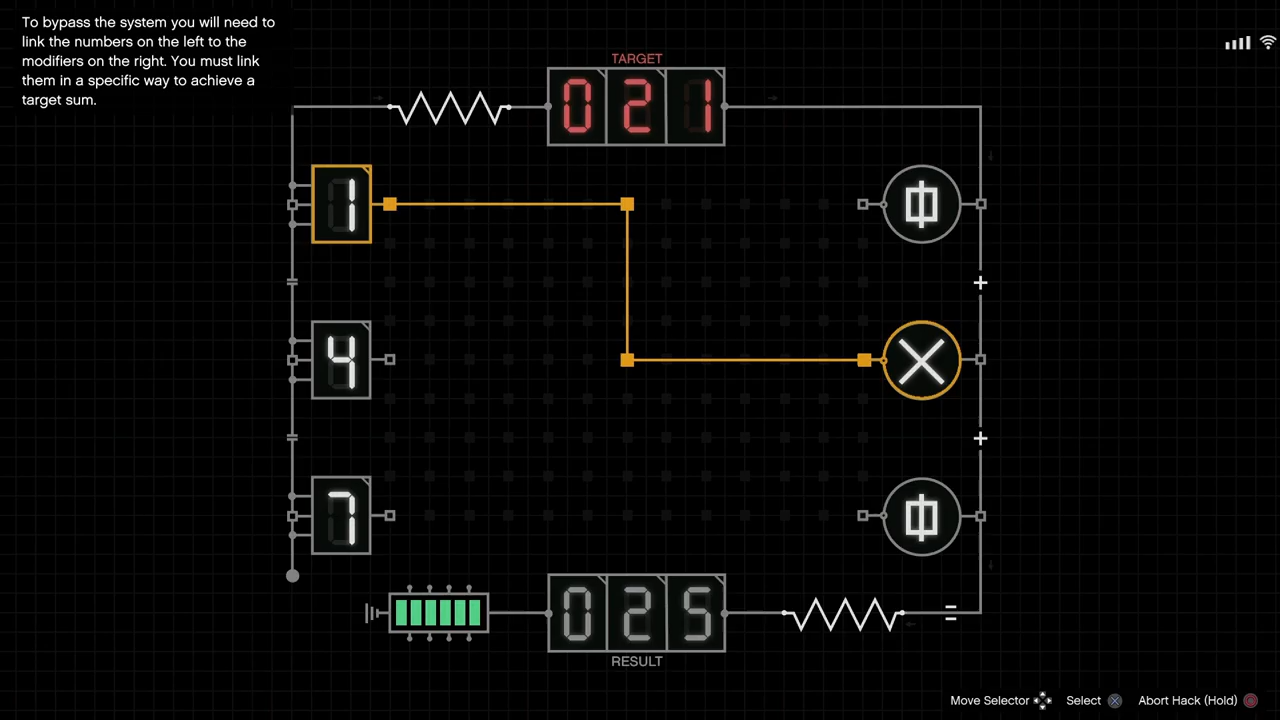 To bypass the system you will need to
link the numbers on the left to the
modifiers on the right. You must link
them in a specific way to achieve a
target sum.
TARGET
021
1
4
7
025
RESULT
Move Selector
Select
Abort Hack (Hold)